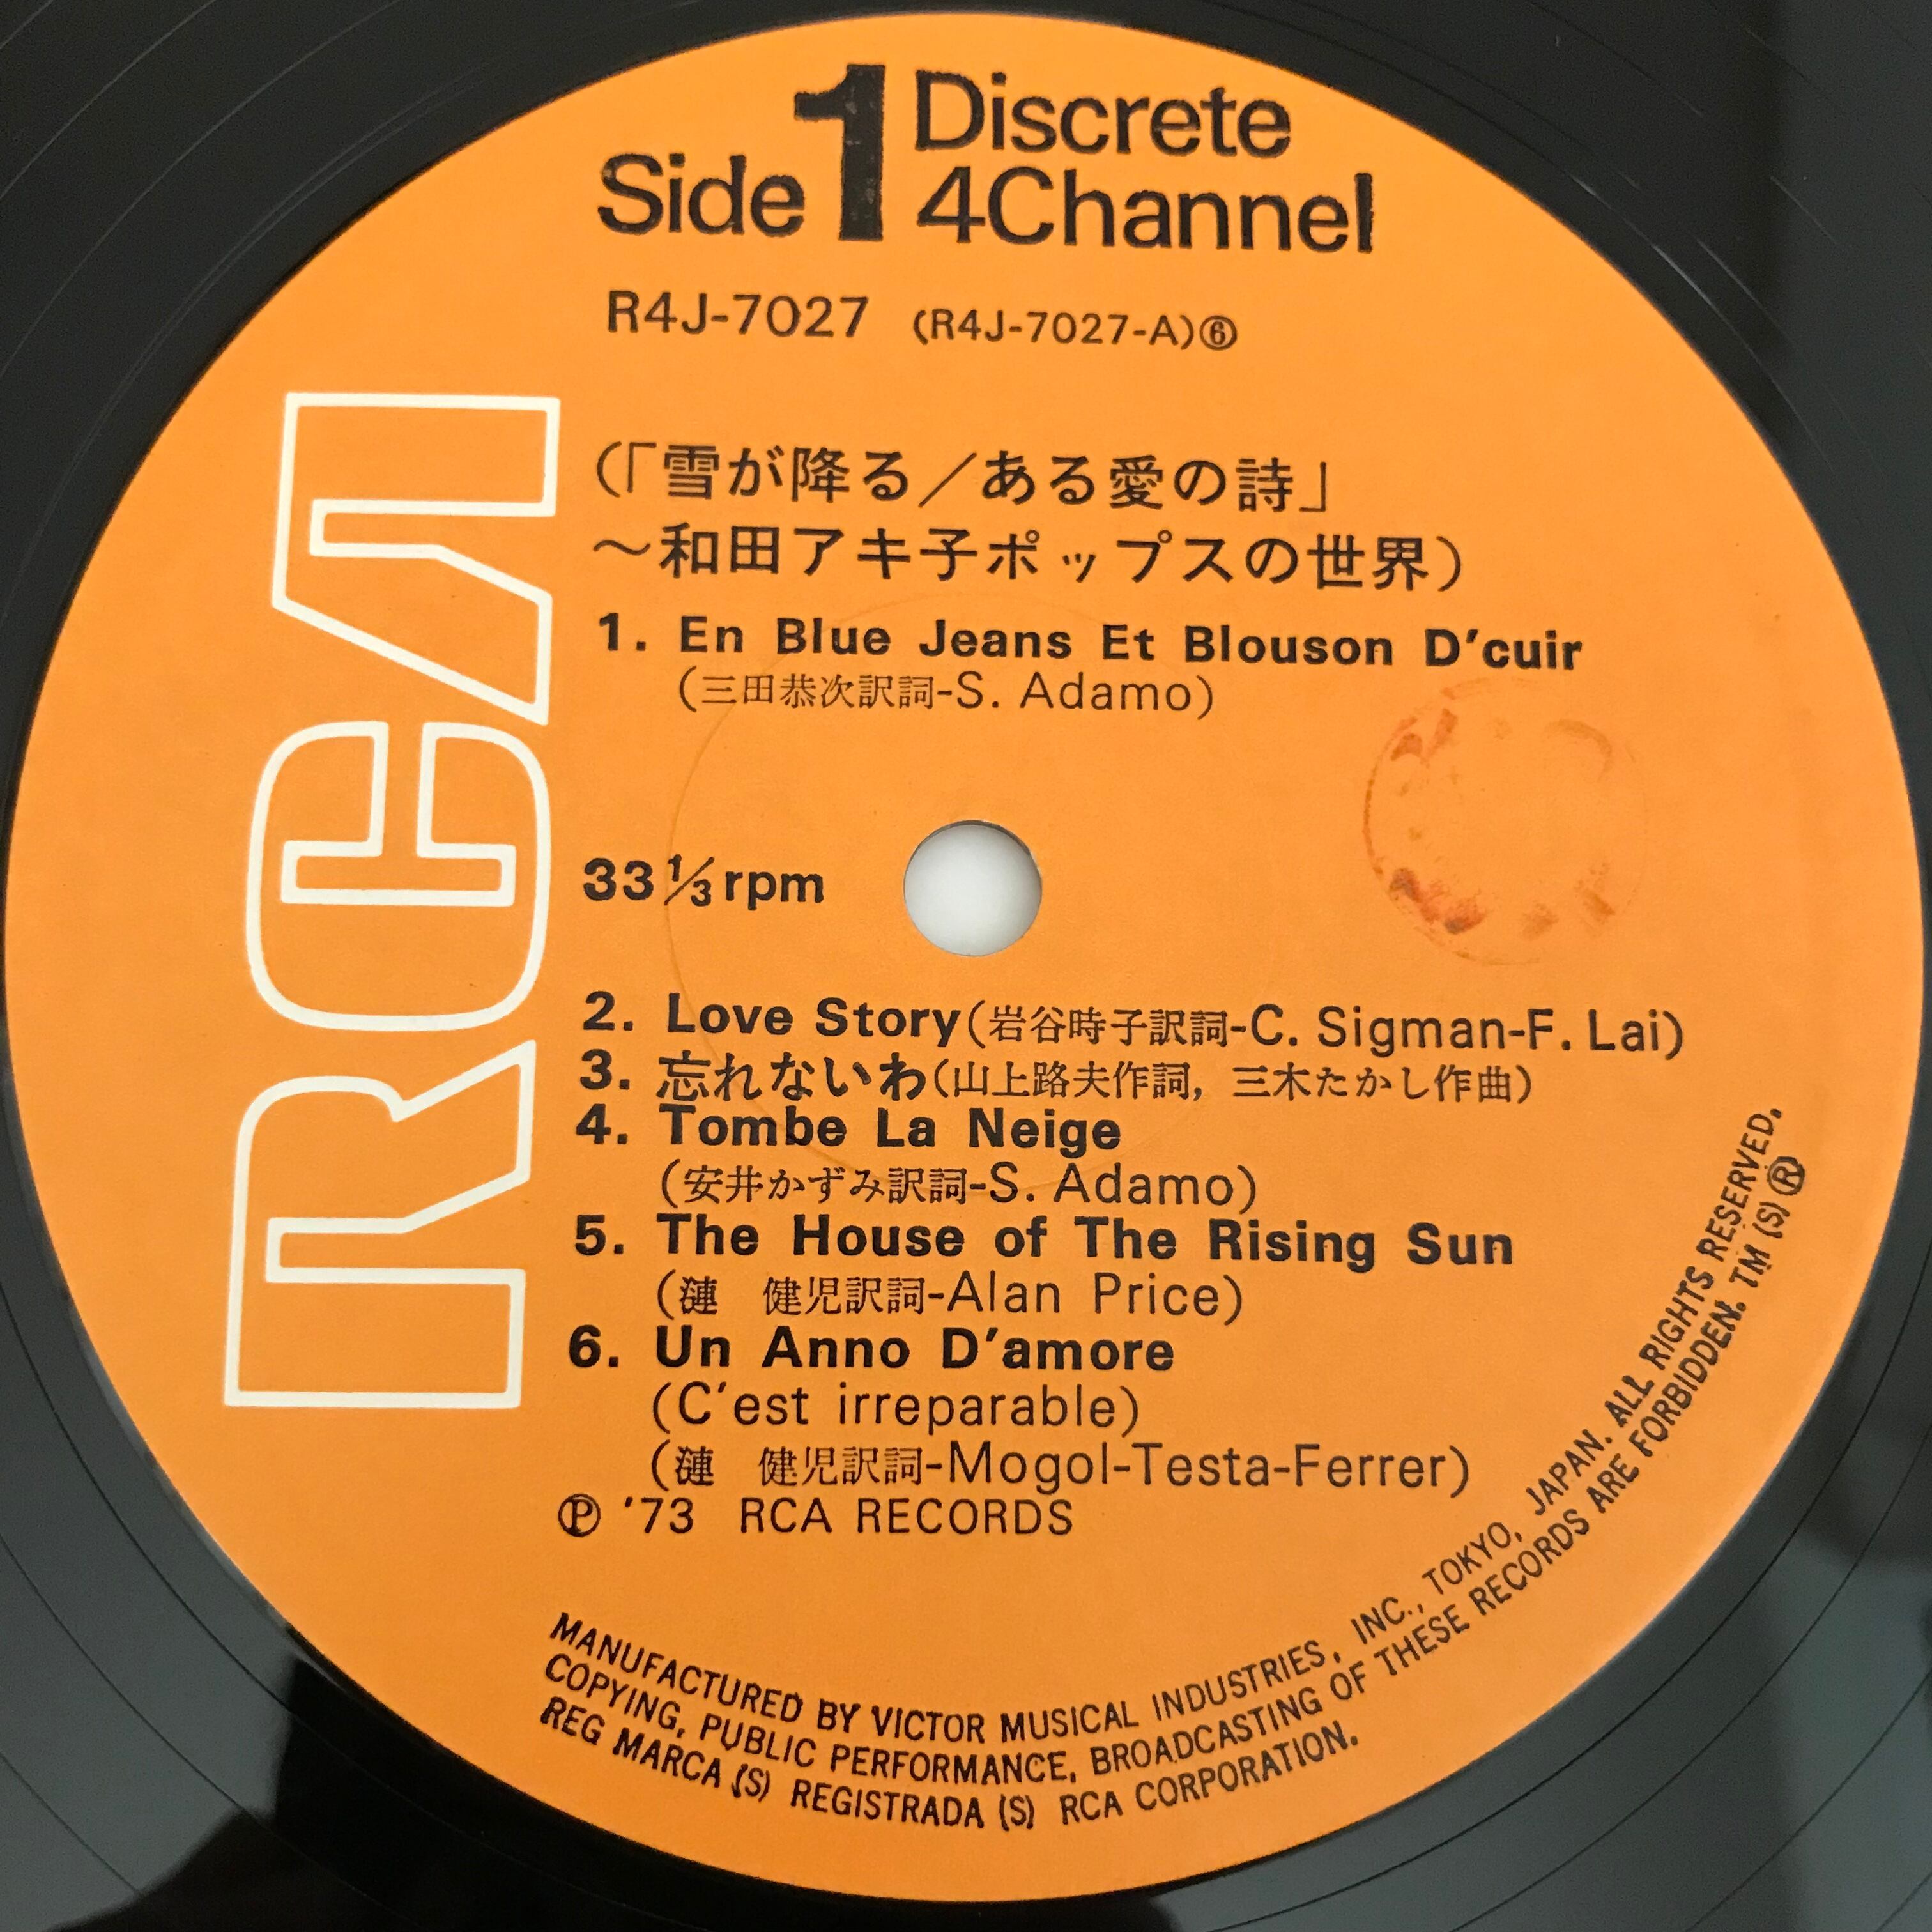 Side 1 Discrete 4Channel
R4J-7027 (R4J-7027-A)⑥
RCA
(「雪が降る／ある愛の詩」
～和田アキ子ポップスの世界)
1. En Blue Jeans Et Blouson D'cuir
(三田恭次訳詞-S. Adamo)
33⅓rpm
2. Love Story(岩谷時子訳詞-C. Sigman-F. Lai)
3. 忘れないわ(山上路夫作詞, 三木たかし作曲)
4. Tombe La Neige
(安井かずみ訳詞-S. Adamo)
5. The House of The Rising Sun
(漣 健児訳詞-Alan Price)
6. Un Anno D'amore
(C'est irreparable)
(漣 健児訳詞-Mogol-Testa-Ferrer)
Ⓟ '73 RCA RECORDS
MANUFACTURED BY VICTOR MUSICAL INDUSTRIES, INC., TOKYO, JAPAN. ALL RIGHTS RESERVED.
COPYING, PUBLIC PERFORMANCE, BROADCASTING OF THESE RECORDS ARE FORBIDDEN. TM (S) ®
REG MARCA (S) REGISTRADA (S) RCA CORPORATION.